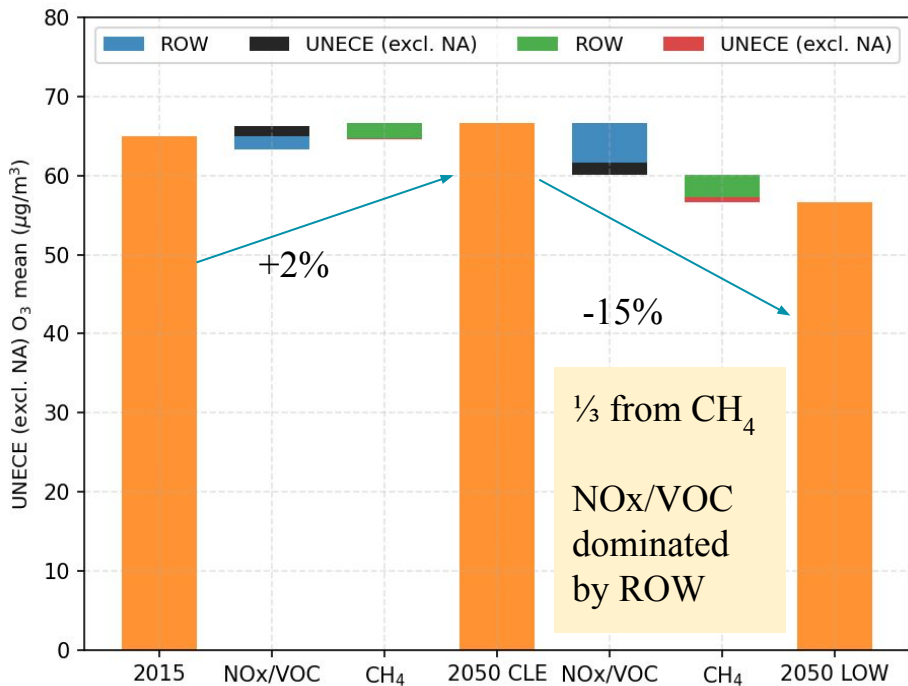 80
70
60
50
40
30
20
10
0
UNECE (excl. NA) O₃ mean (μg/m³)
ROW UNECE (excl. NA) ROW UNECE (excl. NA)
+2%
-15%
⅓ from CH₄
NOx/VOC
dominated
by ROW
2015 NOx/VOC CH₄ 2050 CLE NOx/VOC CH₄ 2050 LOW